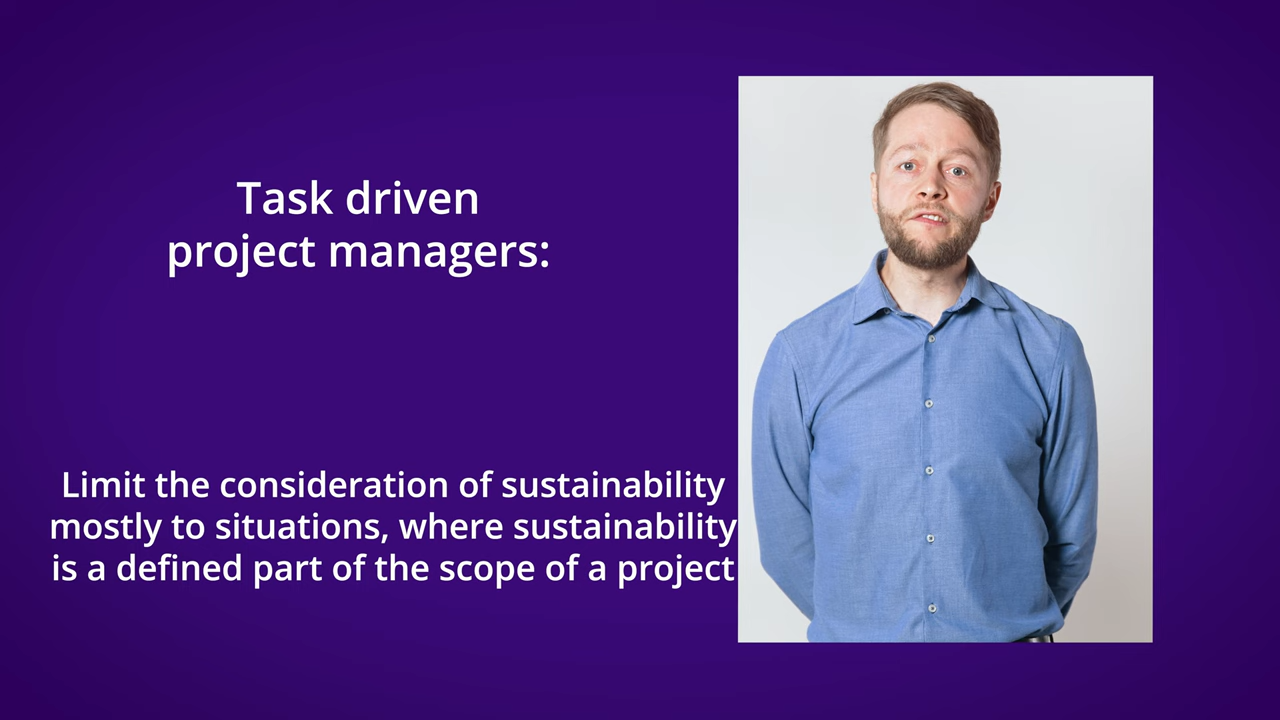 Task driven
project managers:
Limit the consideration of sustainability
mostly to situations, where sustainability
is a defined part of the scope of a project